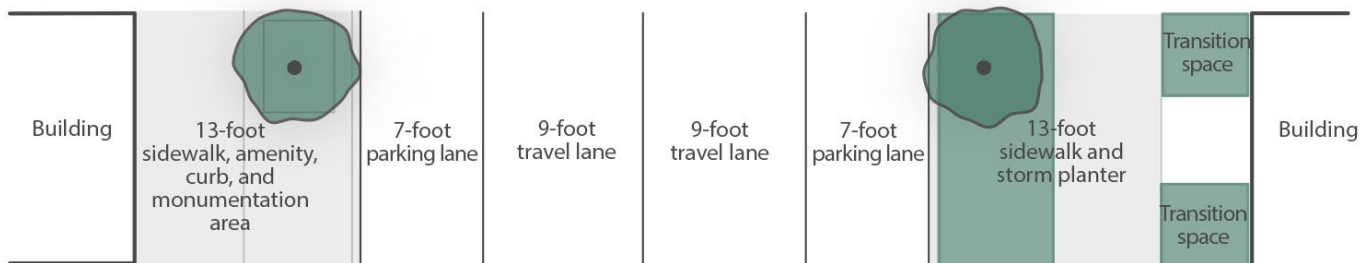 Building
13-foot
sidewalk, amenity,
curb, and
monumentation
area
7-foot
parking lane
9-foot
travel lane
9-foot
travel lane
7-foot
parking lane
13-foot
sidewalk and
storm planter
Transition
space
Transition
space
Building